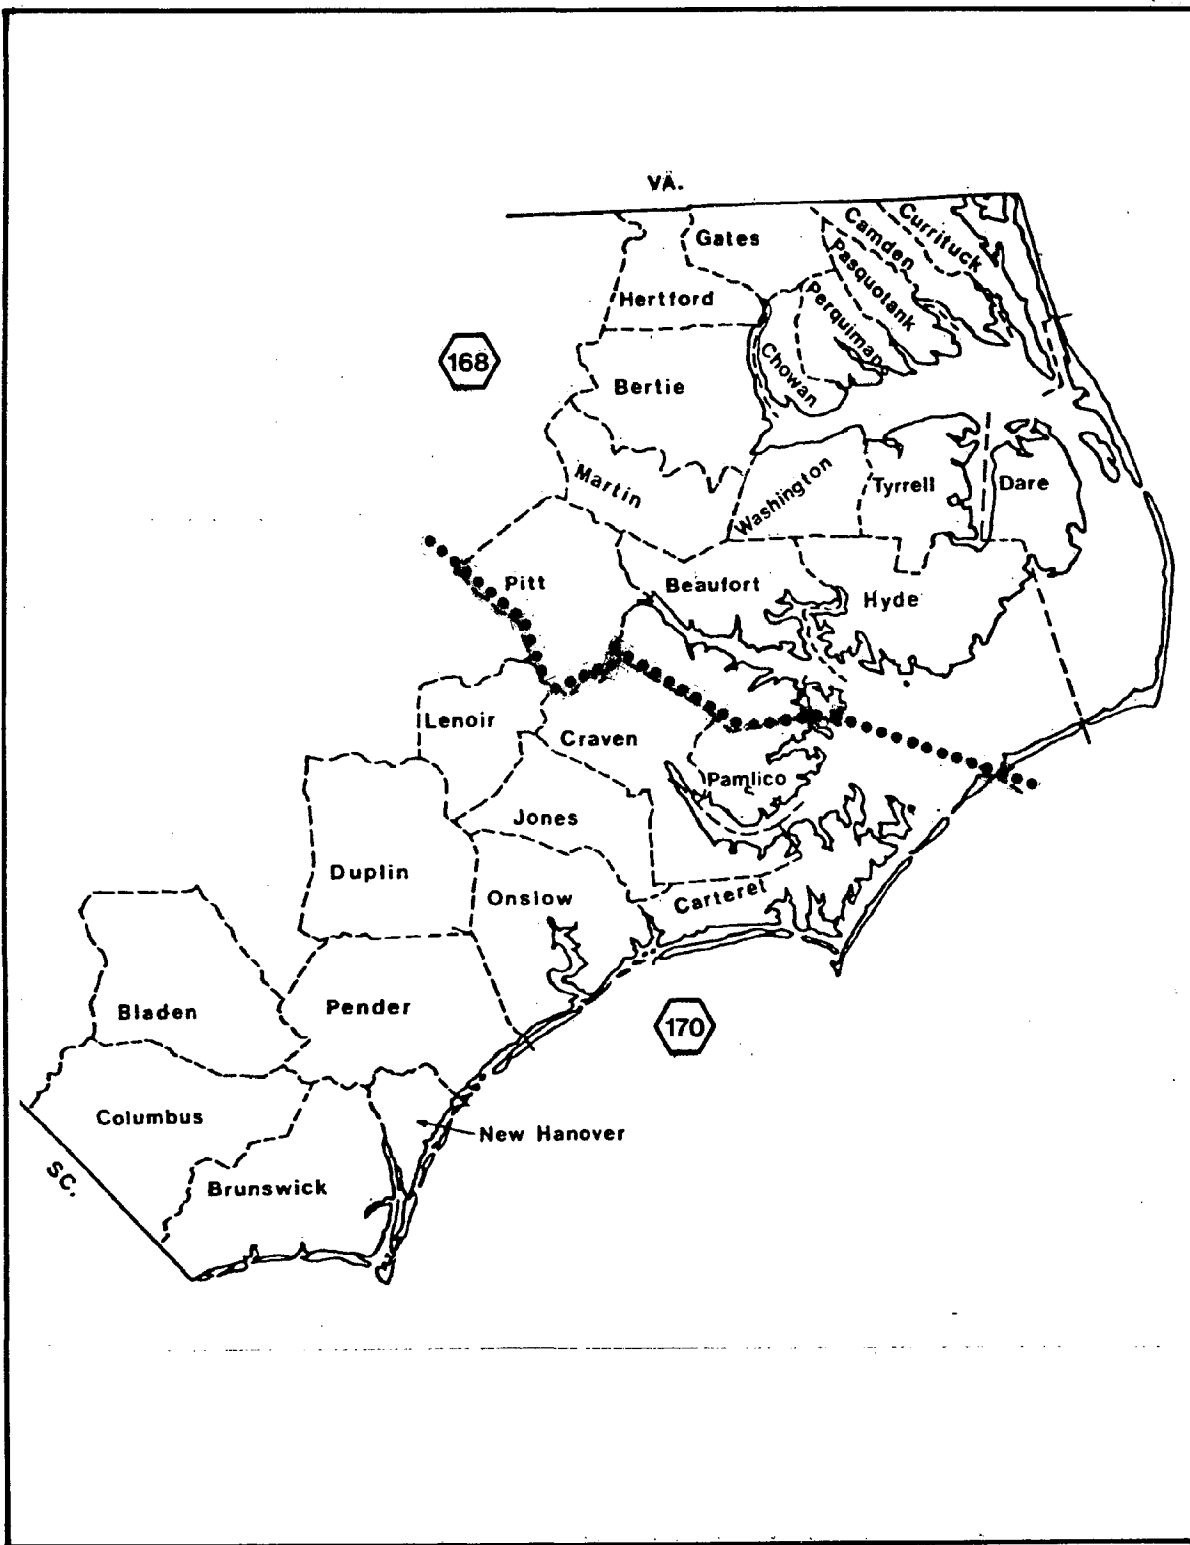 VA.
Gates
Camden
Currituck
Pasquotank
Perquiman
Hertford
168
Chowan
Bertie
Martin
Washington
Tyrrell
Dare
Pitt
Beaufort
Hyde
Lenoir
Craven
Pamlico
Jones
Duplin
Onslow
Carteret
Bladen
Pender
170
Columbus
New Hanover
SC.
Brunswick